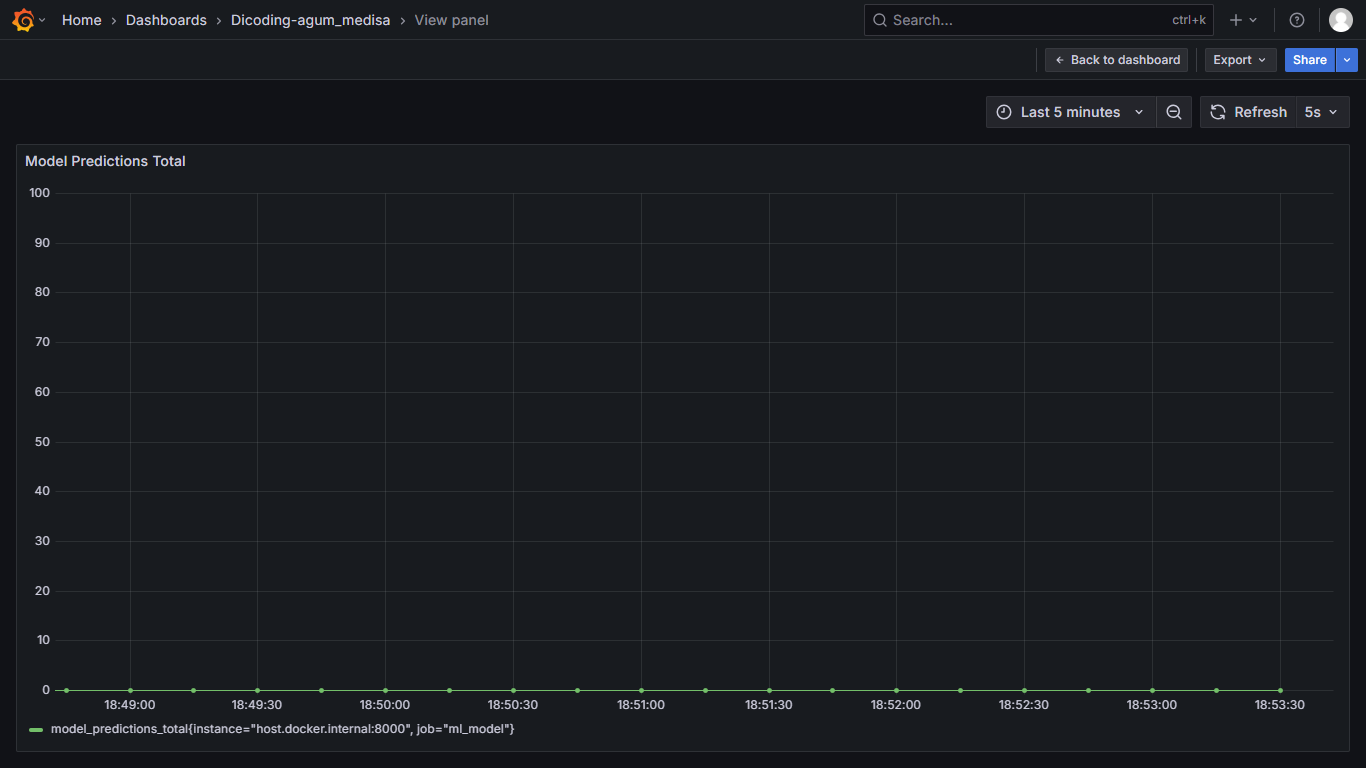 Home > Dashboards > Dicoding-agum_medisa > View panel Search... ctrl+k
Back to dashboard Export Share
Last 5 minutes Refresh 5s
Model Predictions Total
100
90
80
70
60
50
40
30
20
10
0
18:49:00 18:49:30 18:50:00 18:50:30 18:51:00 18:51:30 18:52:00 18:52:30 18:53:00 18:53:30
model_predictions_total{instance="host.docker.internal:8000", job="ml_model"}